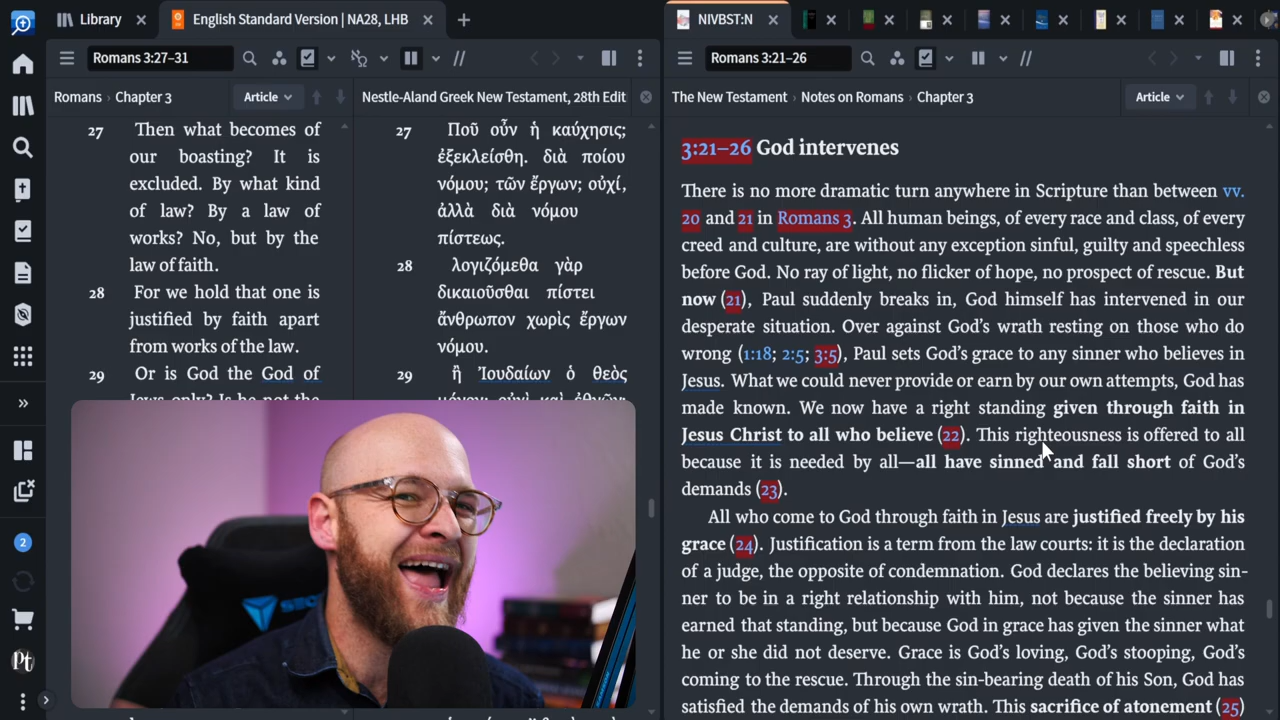 Library
English Standard Version | NA28, LHB
NIVBST:N
Romans 3:27–31
Romans 3:21–26
Romans › Chapter 3
Article
Nestle-Aland Greek New Testament, 28th Edit
The New Testament › Notes on Romans › Chapter 3
Article
27 Then what becomes of
our boasting? It is
excluded. By what kind
of law? By a law of
works? No, but by the
law of faith.
28 For we hold that one is
justified by faith apart
from works of the law.
29 Or is God the God of
Jews only? Is he not the
27 Ποῦ οὖν ἡ καύχησις;
ἐξεκλείσθη. διὰ ποίου
νόμου; τῶν ἔργων; οὐχί,
ἀλλὰ διὰ νόμου
πίστεως.
28 λογιζόμεθα γὰρ
δικαιοῦσθαι πίστει
ἄνθρωπον χωρὶς ἔργων
νόμου.
29 ἢ Ἰουδαίων ὁ θεὸς
3:21–26 God intervenes
There is no more dramatic turn anywhere in Scripture than between vv.
20 and 21 in Romans 3. All human beings, of every race and class, of every
creed and culture, are without any exception sinful, guilty and speechless
before God. No ray of light, no flicker of hope, no prospect of rescue. But
now (21), Paul suddenly breaks in, God himself has intervened in our
desperate situation. Over against God’s wrath resting on those who do
wrong (1:18; 2:5; 3:5), Paul sets God’s grace to any sinner who believes in
Jesus. What we could never provide or earn by our own attempts, God has
made known. We now have a right standing given through faith in
Jesus Christ to all who believe (22). This righteousness is offered to all
because it is needed by all—all have sinned and fall short of God’s
demands (23).
All who come to God through faith in Jesus are justified freely by his
grace (24). Justification is a term from the law courts: it is the declaration
of a judge, the opposite of condemnation. God declares the believing sin-
ner to be in a right relationship with him, not because the sinner has
earned that standing, but because God in grace has given the sinner what
he or she did not deserve. Grace is God’s loving, God’s stooping, God’s
coming to the rescue. Through the sin-bearing death of his Son, God has
satisfied the demands of his own wrath. This sacrifice of atonement (25)
2
Pt